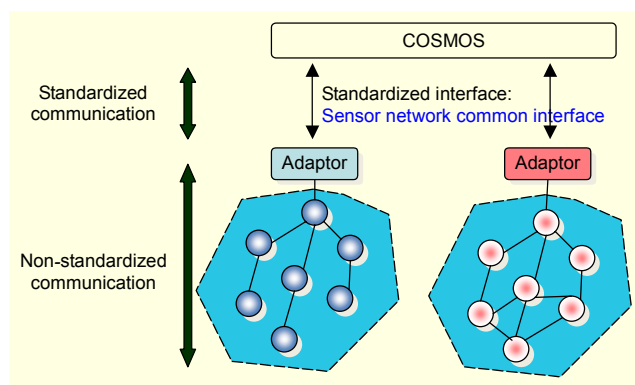 COSMOS
Standardized
communication
Standardized interface:
Sensor network common interface
Adaptor
Adaptor
Non-standardized
communication